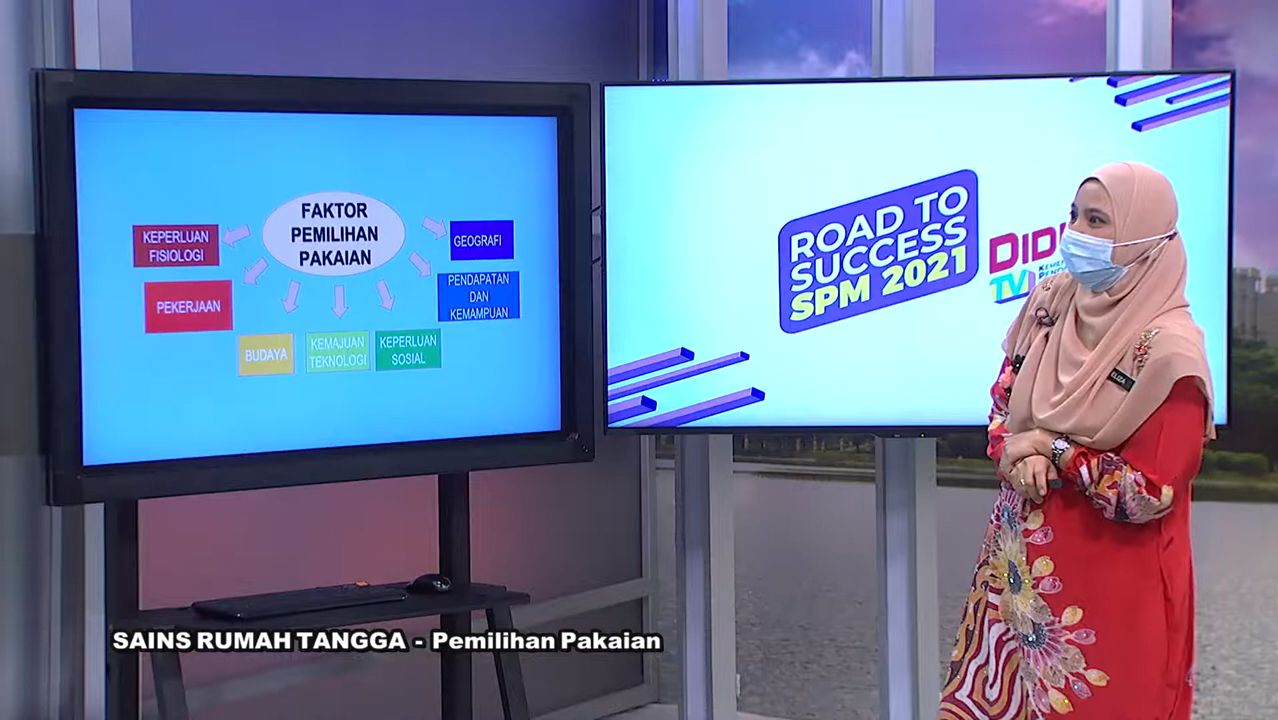 FAKTOR
PEMILIHAN
PAKAIAN
KEPERLUAN
FISIOLOGI
PEKERJAAN
BUDAYA
KEMAJUAN
TEKNOLOGI
KEPERLUAN
SOSIAL
PENDAPATAN
DAN
KEMAMPUAN
GEOGRAFI
ROAD TO
SUCCESS
SPM 2021
TV
SAINS RUMAH TANGGA - Pemilihan Pakaian